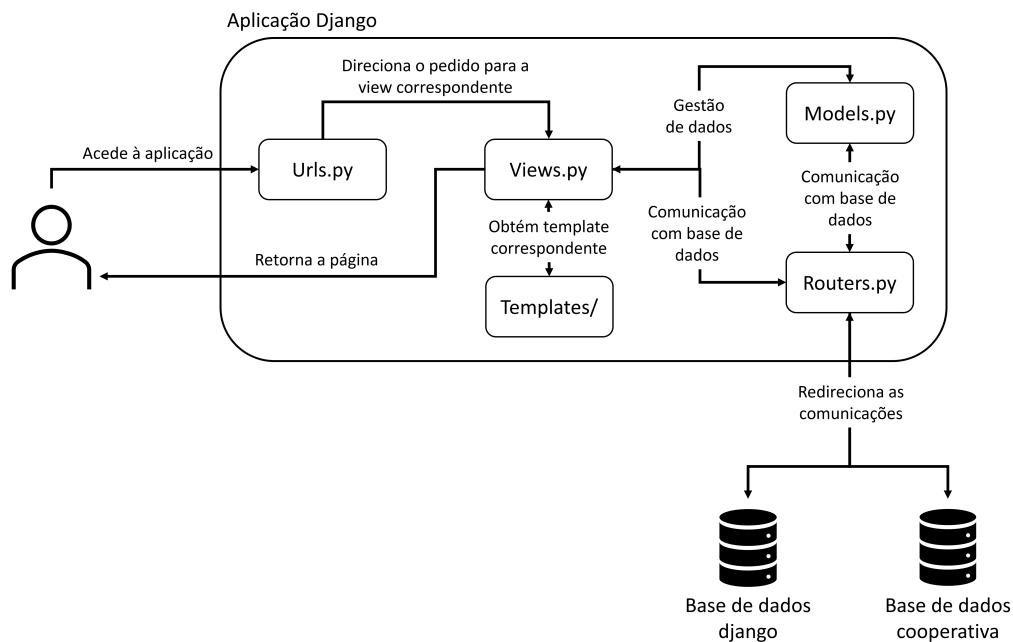 Aplicação Django
Direciona o pedido para a
view correspondente
Acede à aplicação
Urls.py
Views.py
Gestão
de dados
Models.py
Comunicação
com base de
dados
Comunicação
com base de
dados
Obtém template
correspondente
Retorna a página
Templates/
Routers.py
Redireciona as
comunicações
Base de dados
django
Base de dados
cooperativa